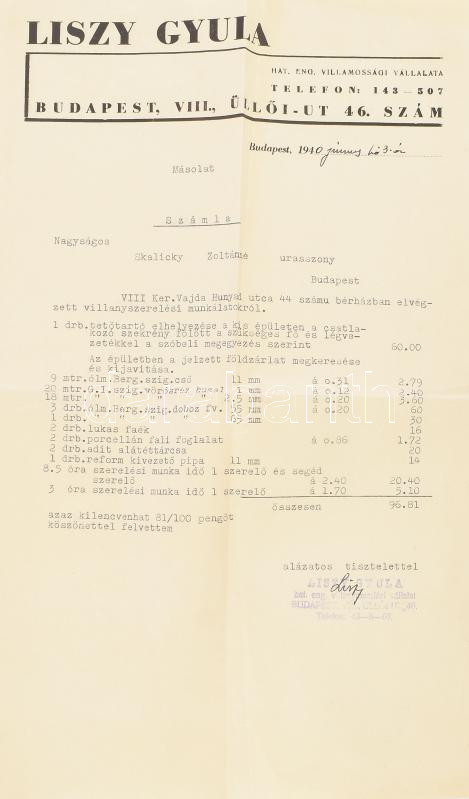 LISZY GYULA
HAT. ENG. VILLAMOSSÁGI VÁLLALATA
TELEFON: 143—507
BUDAPEST, VIII., ÜLLŐI-UT 46. SZÁM
Budapest, 1940 június hó 3.-án
Másolat
Számla
Nagyságos
Skalicky Zoltánné urasszony
Budapest
VIII Ker.Vajda Hunyad utca 44 számu bérházban elvég-
zett villanyszerelési munkálatokról.
1 drb.tetőtartó elhelyezése a kis épületen a csatla-
kozó szekrény fölött a szükséges fő és légve-
zetékkel a szóbeli megegyezés szerint 60.00
Az épületben a jelzett földzárlat megkeresése
és kijavitása.
9 mtr.ólm.Berg.szig.cső 11 mm á 0.31 2.79
20 mtr.G.I.szig.vörösréz huzal 1 mm á 0.12 2.40
18 mtr. " " " " 2.5 mm á 0.20 3.60
3 drb.ólm.Berg.szig.doboz fv. 65 mm á 0.20 60
1 drb. " " " " 85 mm 30
2 drb.lukas faék 16
2 drb.porcellán fali foglalat á 0.86 1.72
2 drb.adit alátéttárcsa 20
1 drb.reform kivezető pipa 11 mm 14
8.5 óra szerelési munka idő 1 szerelő és segéd
szerelő á 2.40 20.40
3 óra szerelési munka idő 1 szerelő á 1.70 5.10
összesen 96.81
azaz kilencvenhat 81/100 pengőt
köszönettel felvettem
alázatos tisztelettel
LISZY GYULA
Liszy